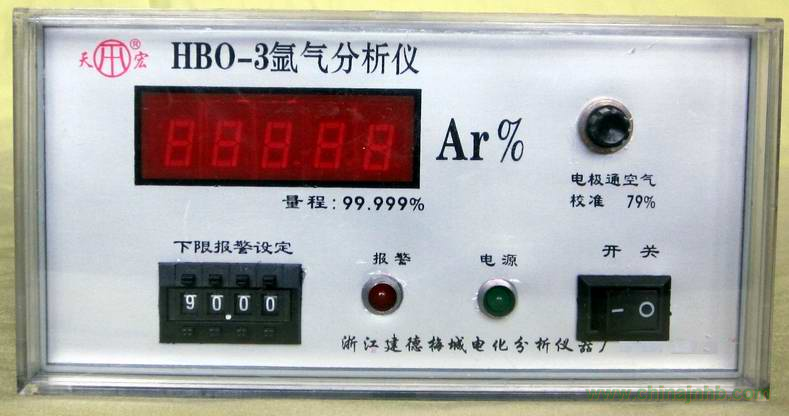 天宏®
HBO-3氩气分析仪
88888
Ar%
量程:99.999%
电极通空气
校准 79%
下限报警设定
9000
报警
电源
开关
浙江建德梅城电化分析仪器厂